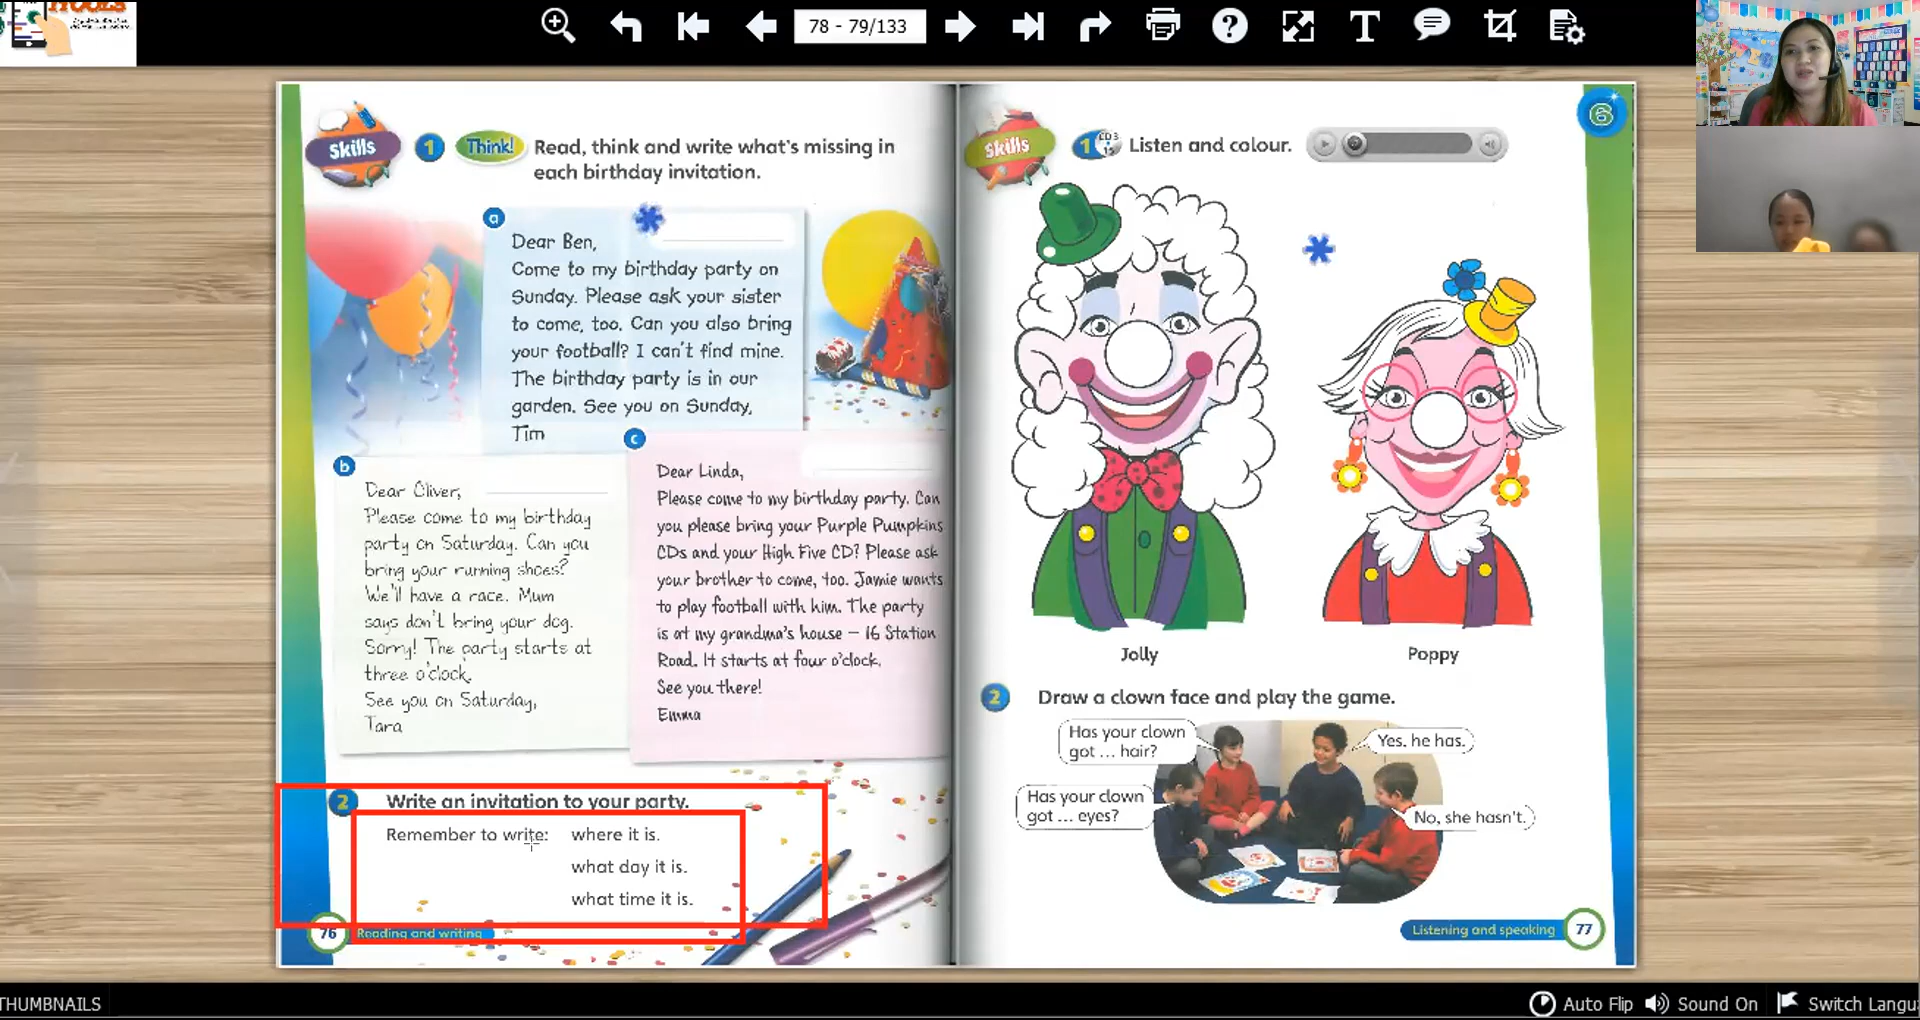 78 - 79/133
Skills
1
Think!
Read, think and write what's missing in
each birthday invitation.
a
Dear Ben,
Come to my birthday party on
Sunday. Please ask your sister
to come, too. Can you also bring
your football? I can't find mine.
The birthday party is in our
garden. See you on Sunday,
Tim
b
Dear Oliver,
Please come to my birthday
party on Saturday. Can you
bring your running shoes?
We'll have a race. Mum
says don't bring your dog.
Sorry! The party starts at
three o'clock.
See you on Saturday,
Tara
c
Dear Linda,
Please come to my birthday party. Can
you please bring your Purple Pumpkins
CDs and your High Five CD? Please ask
your brother to come, too. Jamie wants
to play football with him. The party
is at my grandma's house – 16 Station
Road. It starts at four o'clock.
See you there!
Emma
2
Write an invitation to your party.
Remember to write: where it is.
what day it is.
what time it is.
76
Reading and writing
Skills
1
CD3
Listen and colour.
6
Jolly
Poppy
2
Draw a clown face and play the game.
Has your clown
got ... hair?
Yes, he has.
Has your clown
got ... eyes?
No, she hasn't.
Listening and speaking
77
THUMBNAILS
Auto Flip
Sound On
Switch Langu